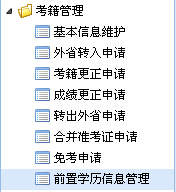 考籍管理
基本信息维护
外省转入申请
考籍更正申请
成绩更正申请
转出外省申请
合并准考证申请
免考申请
前置学历信息管理